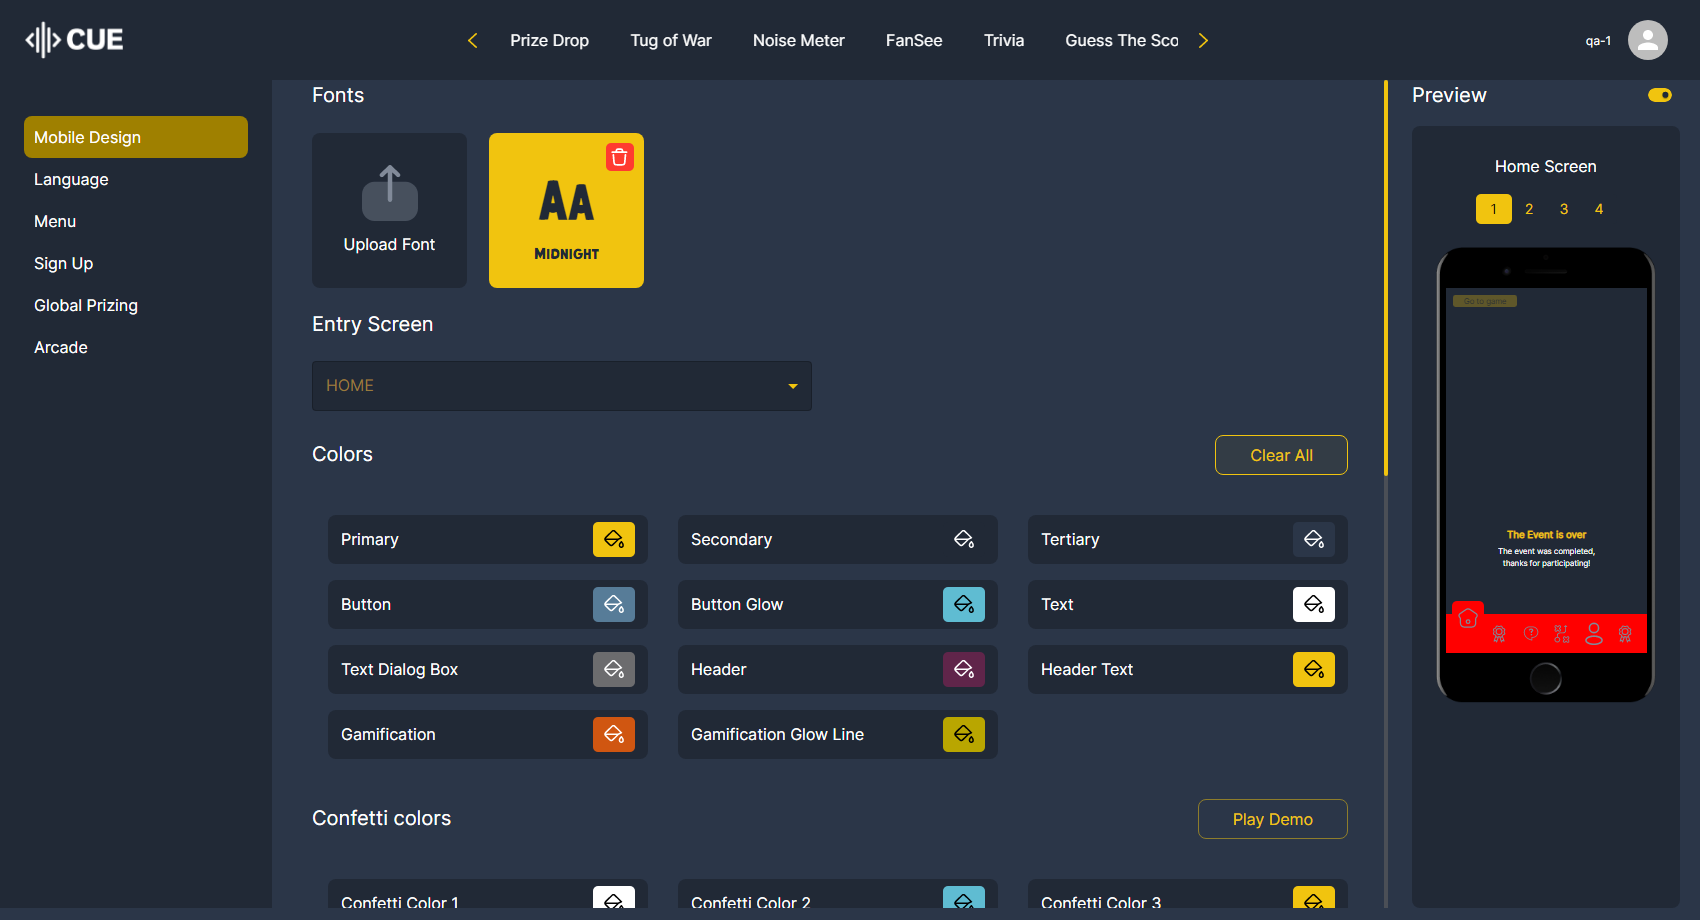 CUE
Prize Drop
Tug of War
Noise Meter
FanSee
Trivia
Guess The Sco
qa-1
Mobile Design
Language
Menu
Sign Up
Global Prizing
Arcade
Fonts
Upload Font
AA
MIDNIGHT
Entry Screen
HOME
Colors
Clear All
Primary
Secondary
Tertiary
Button
Button Glow
Text
Text Dialog Box
Header
Header Text
Gamification
Gamification Glow Line
Confetti colors
Play Demo
Confetti Color 1
Confetti Color 2
Confetti Color 3
Preview
Home Screen
1 2 3 4
Go to game
The Event is over
The event was completed,
thanks for participating!